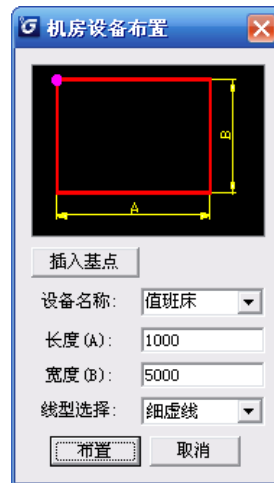 机房设备布置
B
A
插入基点
设备名称: 值班床
长度(A): 1000
宽度(B): 5000
线型选择: 细虚线
布置 取消